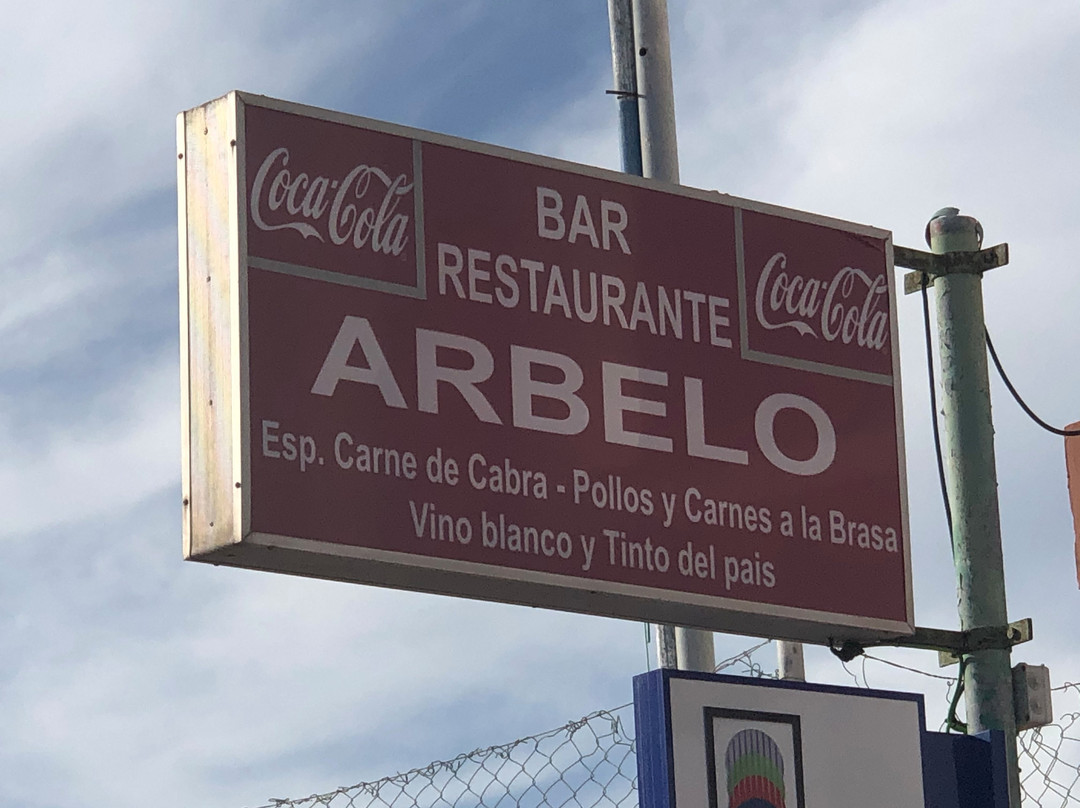 Coca-Cola
BAR
RESTAURANTE
Coca-Cola
ARBELO
Esp. Carne de Cabra - Pollos y Carnes a la Brasa
Vino blanco y Tinto del pais